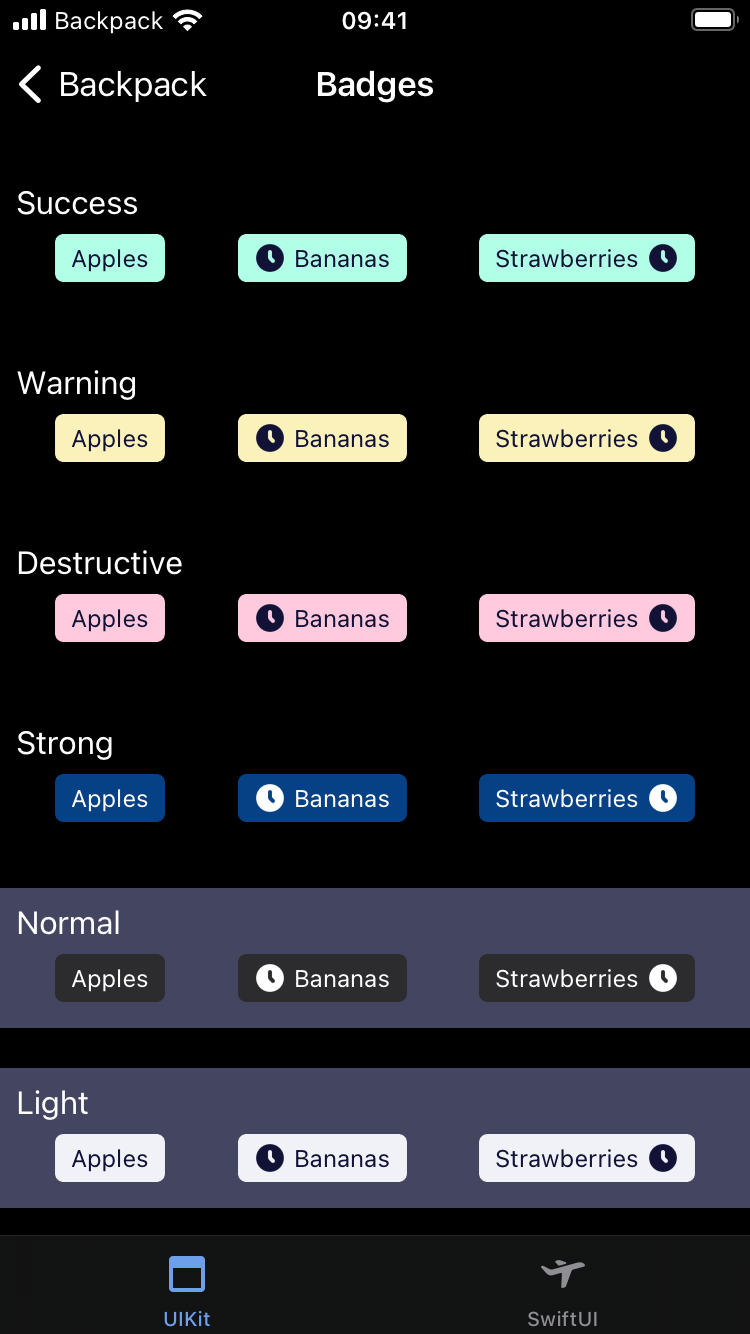 Backpack 09:41
Backpack Badges
Success
Apples Bananas Strawberries
Warning
Apples Bananas Strawberries
Destructive
Apples Bananas Strawberries
Strong
Apples Bananas Strawberries
Normal
Apples Bananas Strawberries
Light
Apples Bananas Strawberries
UIKit SwiftUI